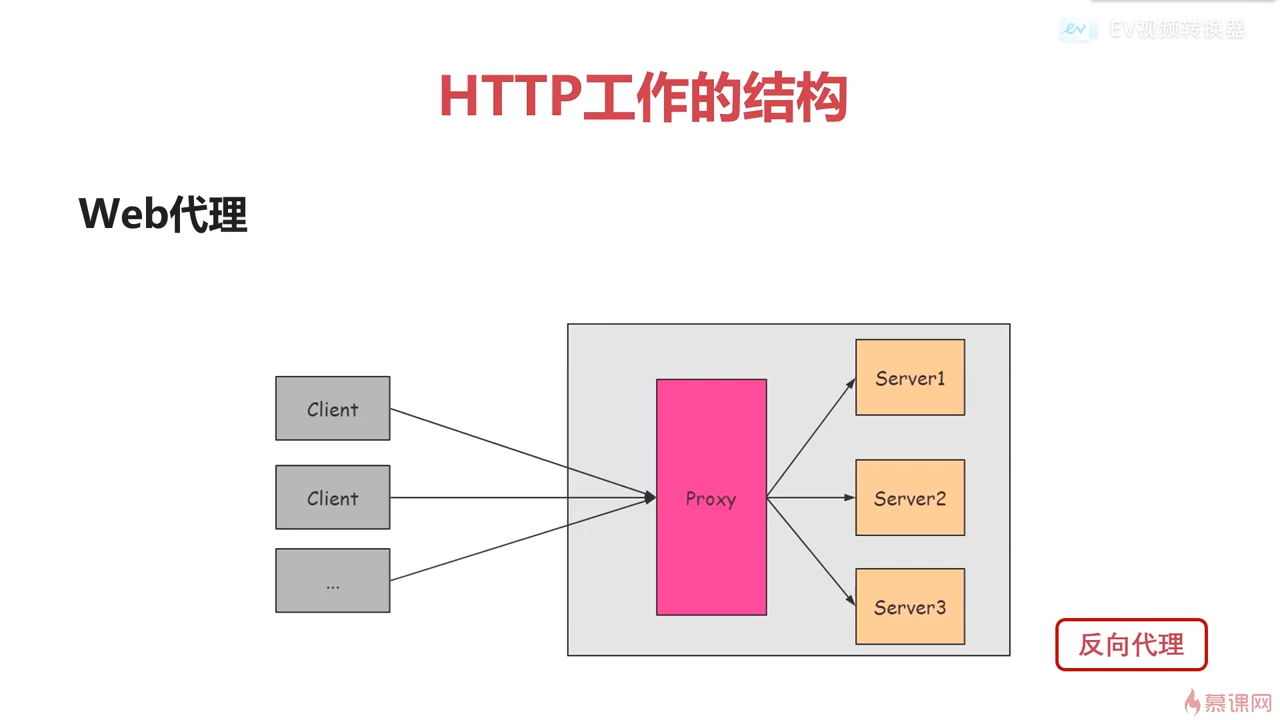 EV视频转换器
HTTP工作的结构
Web代理
Client
Client
...
Proxy
Server1
Server2
Server3
反向代理
慕课网